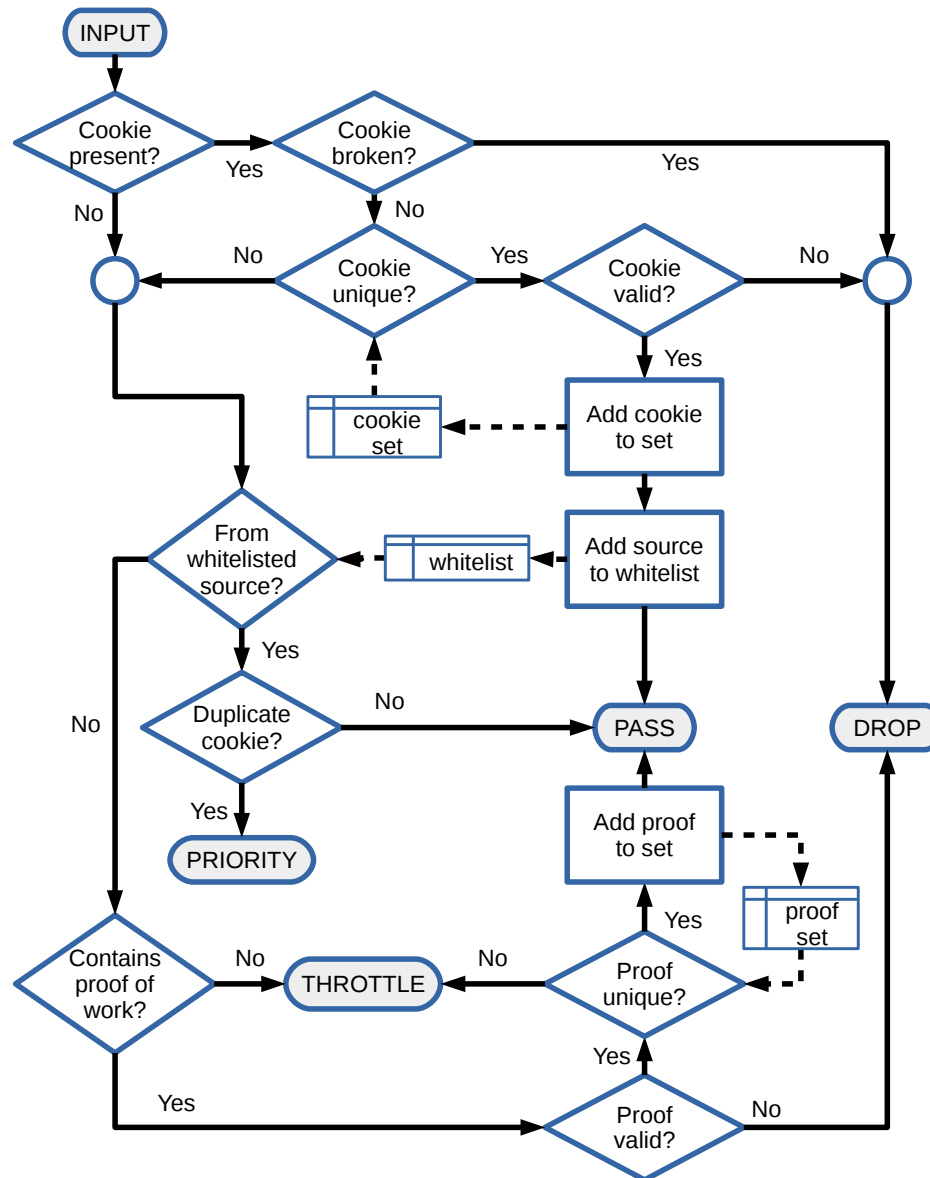 INPUT
Cookie
present?
Yes
Cookie
broken?
Yes
No
No
No
Cookie
unique?
Yes
Cookie
valid?
No
Yes
cookie
set
Add cookie
to set
From
whitelisted
source?
whitelist
Add source
to whitelist
Yes
No
Duplicate
cookie?
No
PASS
DROP
Yes
PRIORITY
Add proof
to set
proof
set
Yes
Contains
proof of
work?
No
THROTTLE
No
Proof
unique?
Yes
Yes
Proof
valid?
No